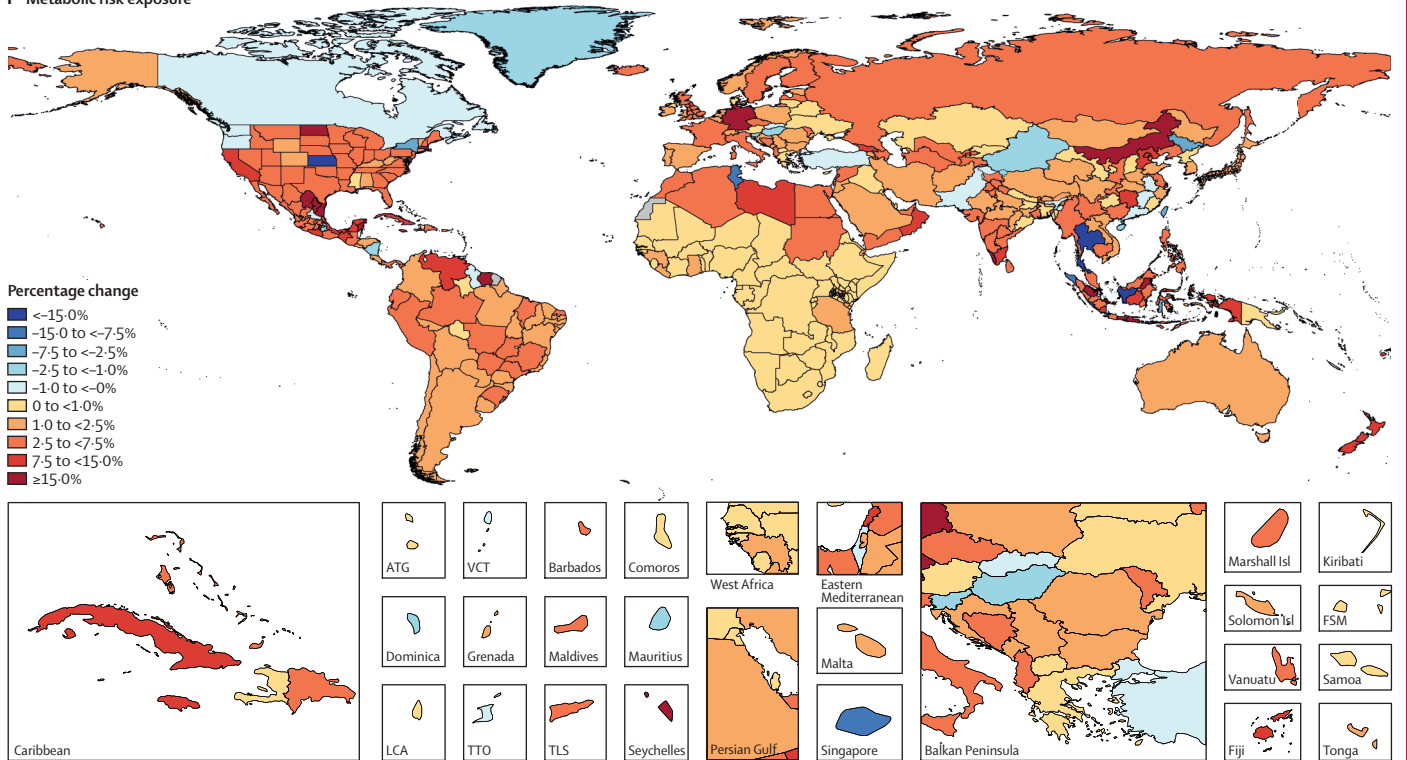 Metabolic risk exposure
Percentage change
<–15·0%
–15·0 to <–7·5%
–7·5 to <–2·5%
–2·5 to <–1·0%
–1·0 to <–0%
0 to <1·0%
1·0 to <2·5%
2·5 to <7·5%
7·5 to <15·0%
≥15·0%
Caribbean
ATG
VCT
Barbados
Comoros
Dominica
Grenada
Maldives
Mauritius
LCA
TTO
TLS
Seychelles
West Africa
Eastern
Mediterranean
Persian Gulf
Malta
Singapore
Balkan Peninsula
Marshall Isl
Kiribati
Solomon Isl
FSM
Vanuatu
Samoa
Fiji
Tonga